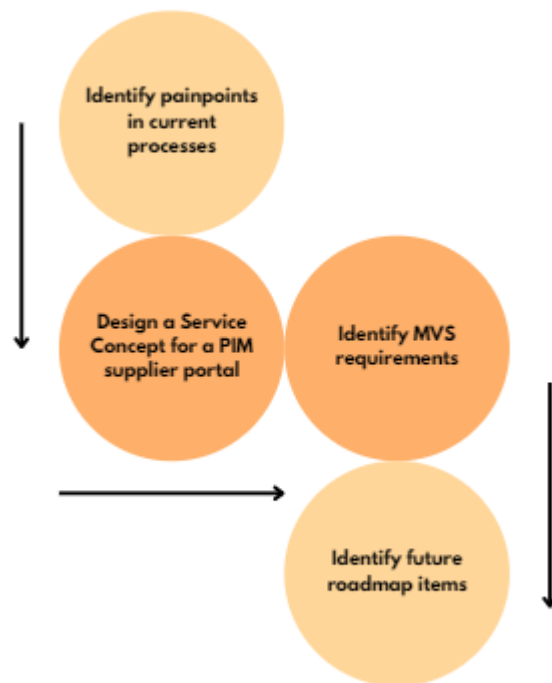 Identify painpoints
in current
processes
Design a Service
Concept for a PIM
supplier portal
Identify MVS
requirements
Identify future
roadmap items